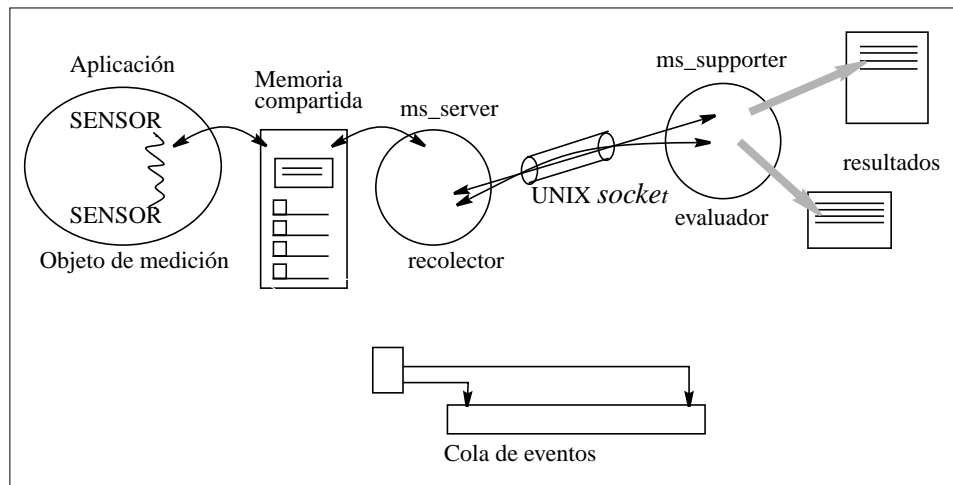 Aplicación
SENSOR
SENSOR
Objeto de medición
Memoria
compartida
ms_server
recolector
UNIX socket
ms_supporter
evaluador
resultados
Cola de eventos